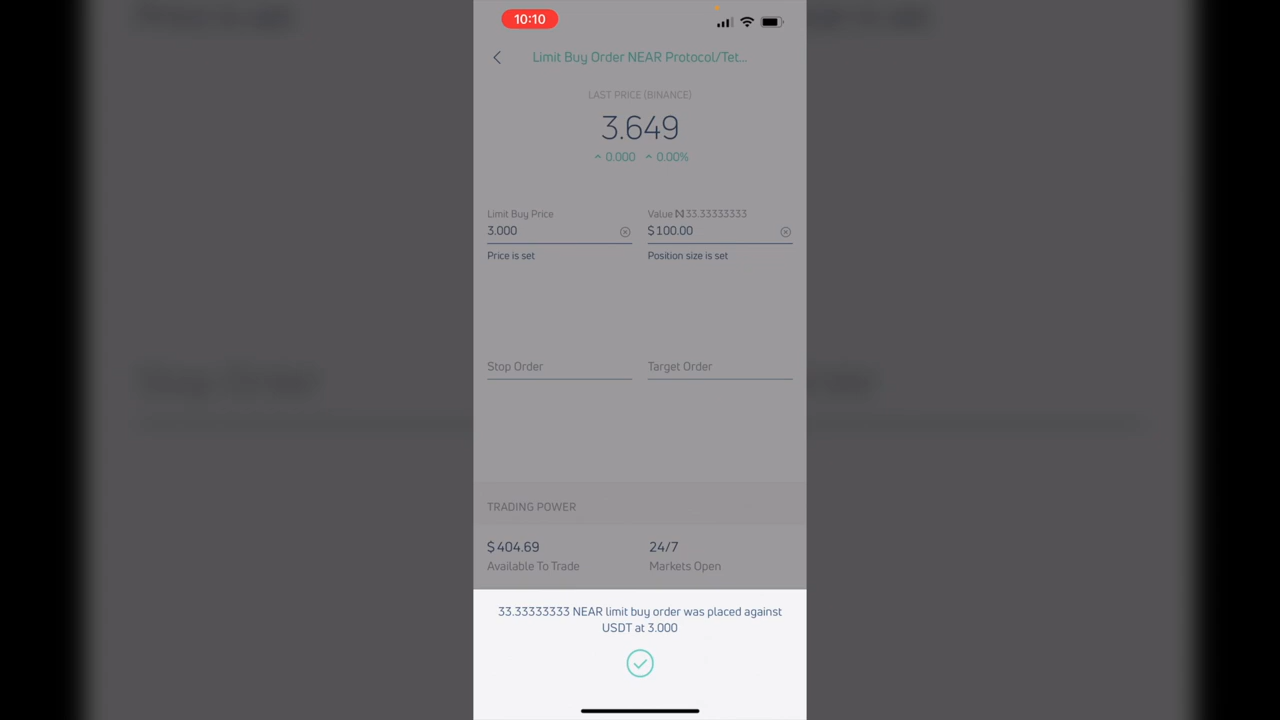 10:10
Limit Buy Order NEAR Protocol/Tet...
LAST PRICE (BINANCE)
3.649
0.000 0.00%
Limit Buy Price
3.000
Price is set
Value N33.33333333
$100.00
Position size is set
Stop Order
Target Order
TRADING POWER
$404.69
Available To Trade
24/7
Markets Open
33.33333333 NEAR limit buy order was placed against
USDT at 3.000